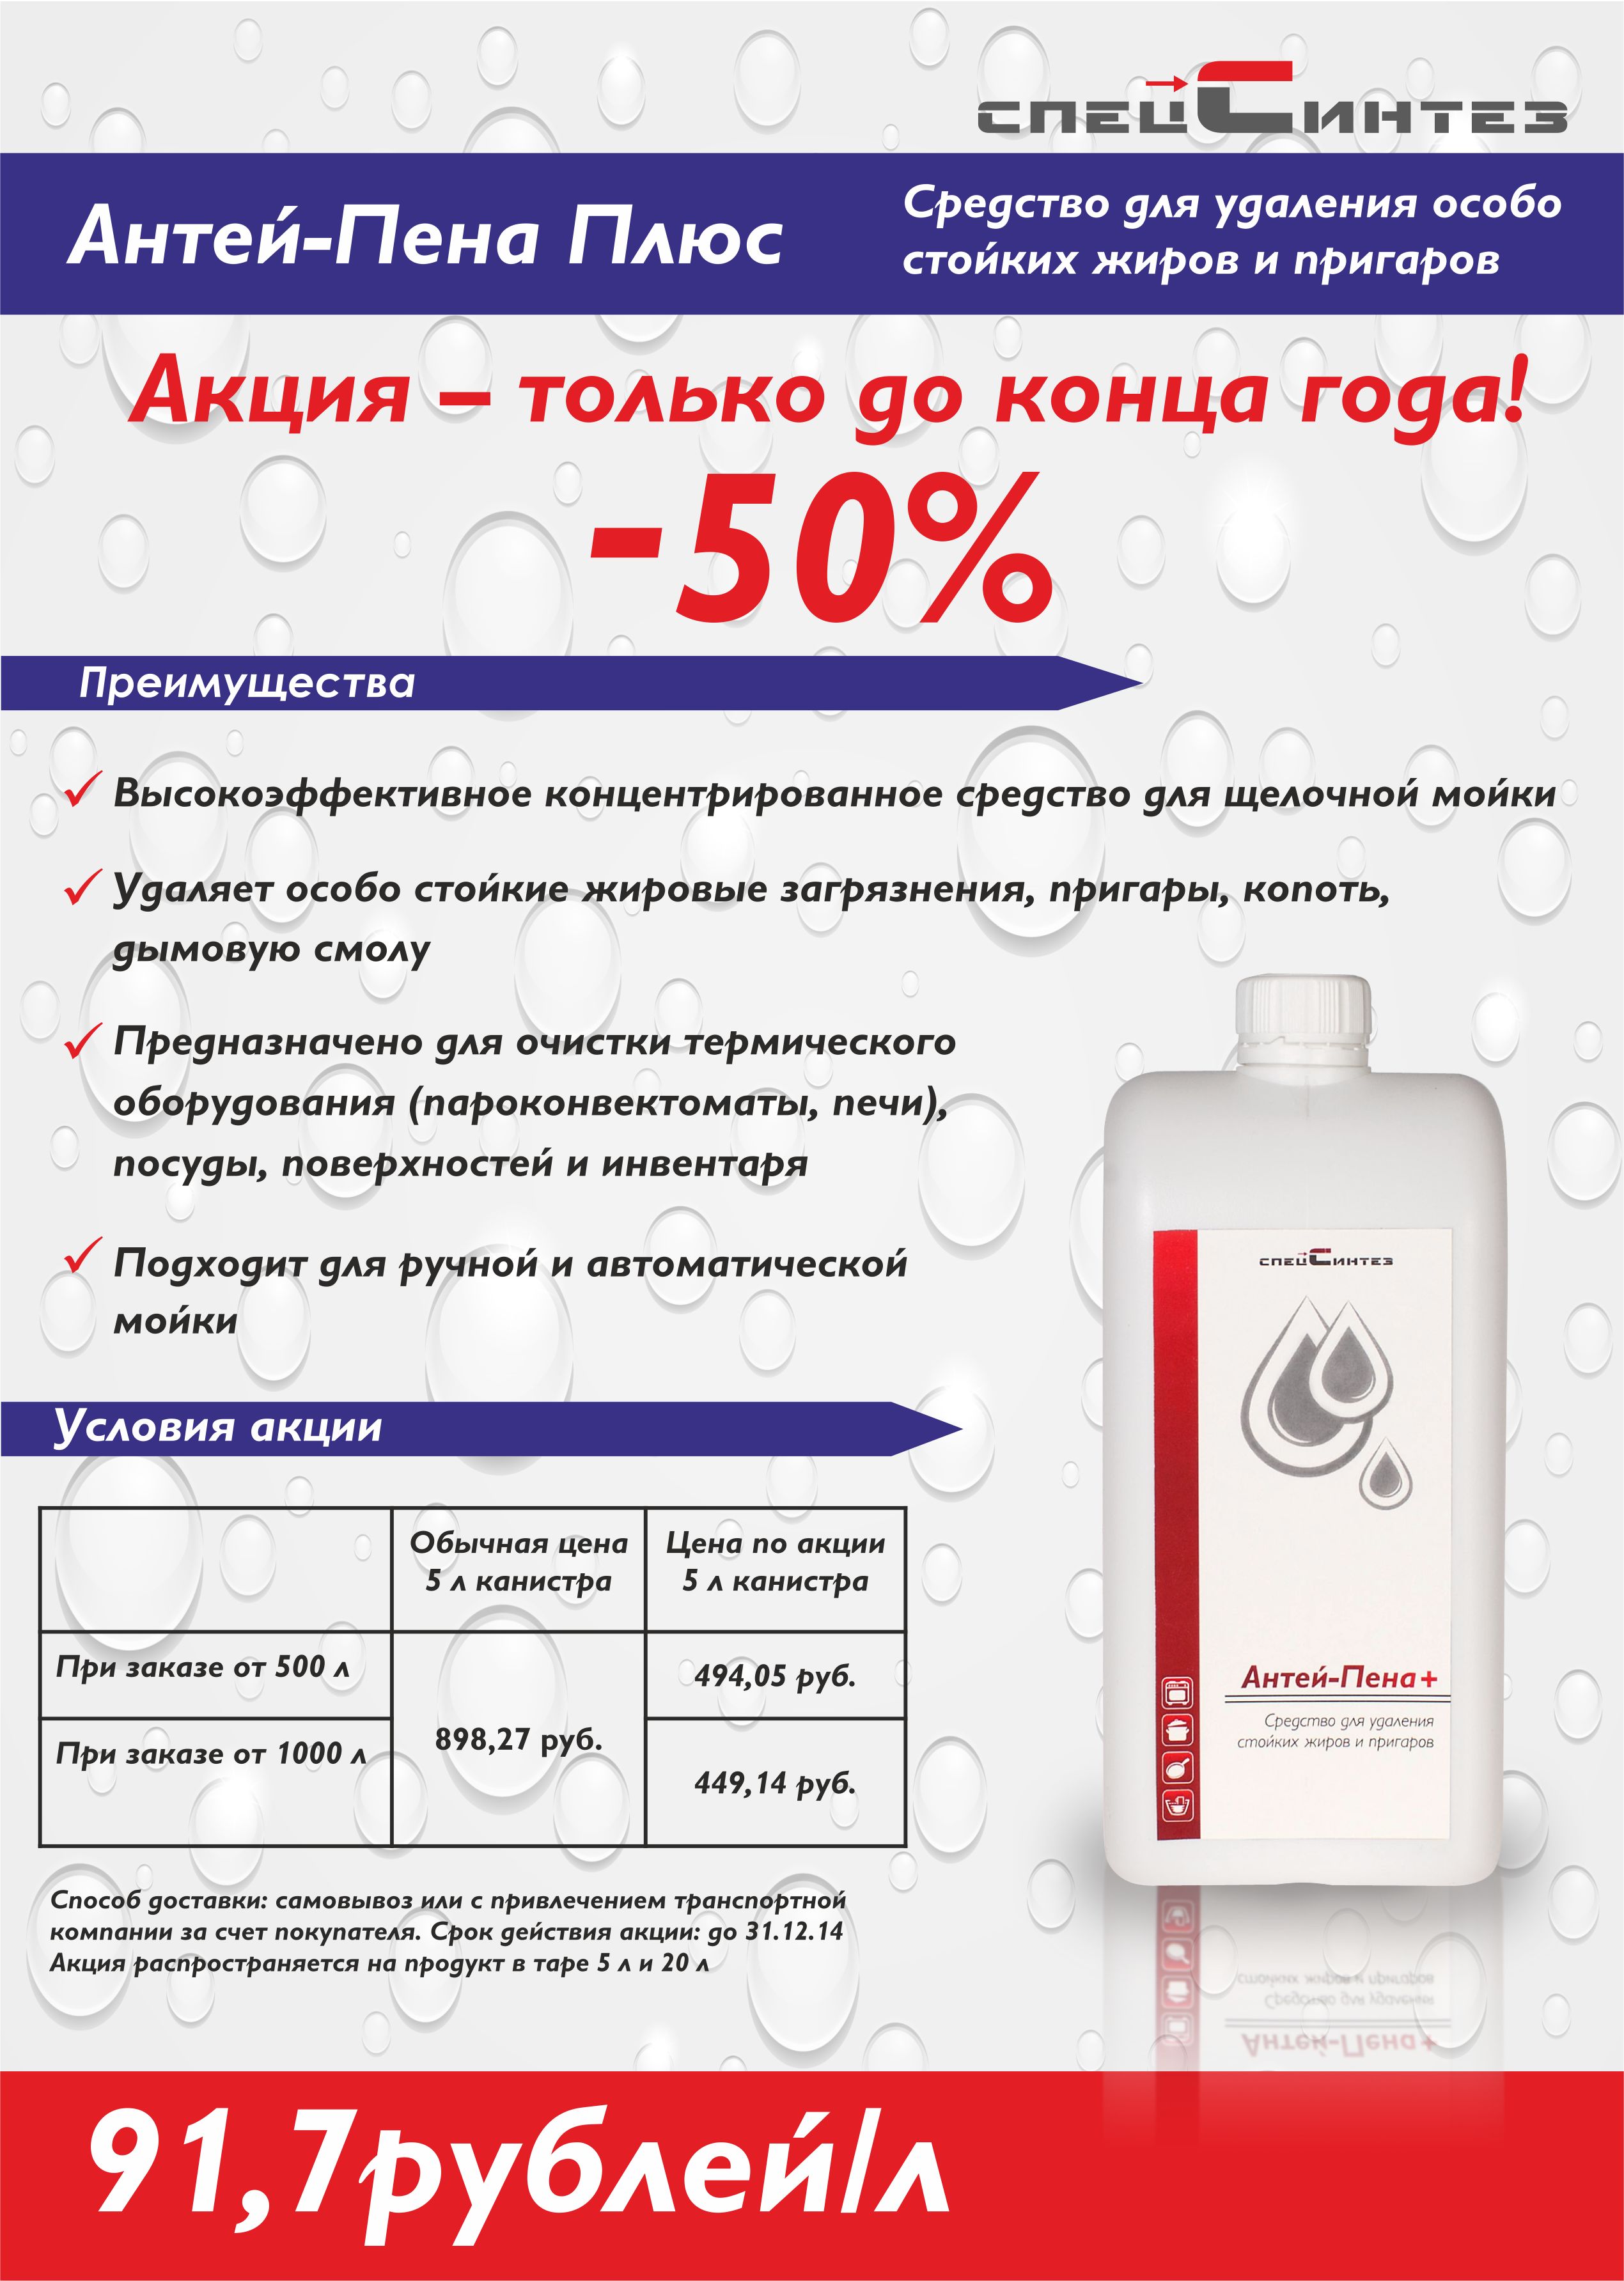 спецСинтез
Антей-Пена Плюс
Средство для удаления особо
стойких жиров и пригаров
Акция – только до конца года!
-50%
Преимущества
Высокоэффективное концентрированное средство для щелочной мойки
Удаляет особо стойкие жировые загрязнения, пригары, копоть,
дымовую смолу
Предназначено для очистки термического
оборудования (пароконвектоматы, печи),
посуды, поверхностей и инвентаря
Подходит для ручной и автоматической
мойки
спецСинтез
Антей-Пена+
Средство для удаления
стойких жиров и пригаров
Условия акции
Обычная цена
5 л канистра
Цена по акции
5 л канистра
При заказе от 500 л
494,05 руб.
898,27 руб.
При заказе от 1000 л
449,14 руб.
Способ доставки: самовывоз или с привлечением транспортной
компании за счет покупателя. Срок действия акции: до 31.12.14
Акция распространяется на продукт в таре 5 л и 20 л
91,7рублей/л